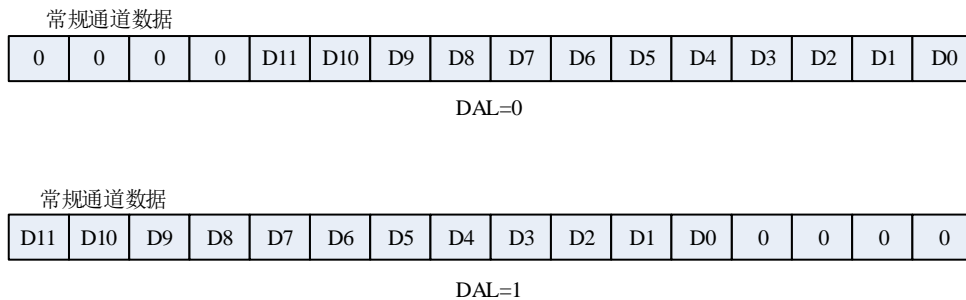 常规通道数据
0 0 0 0 D11 D10 D9 D8 D7 D6 D5 D4 D3 D2 D1 D0
DAL=0
常规通道数据
D11 D10 D9 D8 D7 D6 D5 D4 D3 D2 D1 D0 0 0 0 0
DAL=1